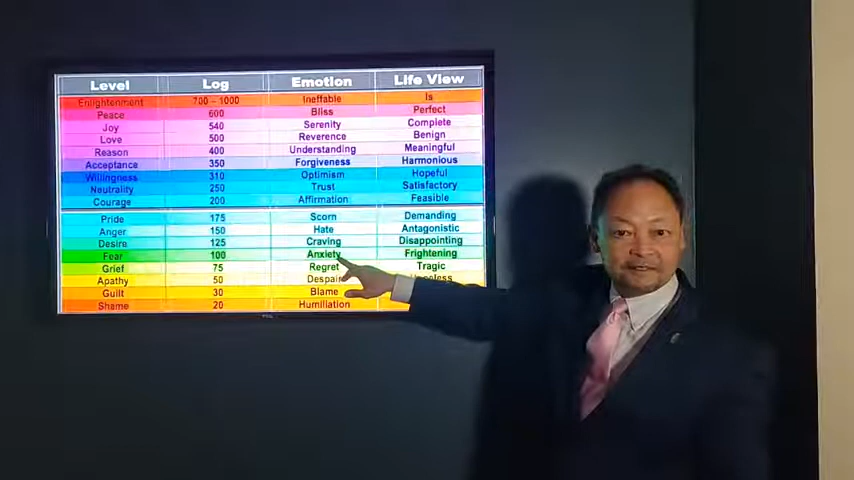 Level Log Emotion Life View
Enlightenment 700 - 1000 Ineffable Is
Peace 600 Bliss Perfect
Joy 540 Serenity Complete
Love 500 Reverence Benign
Reason 400 Understanding Meaningful
Acceptance 350 Forgiveness Harmonious
Willingness 310 Optimism Hopeful
Neutrality 250 Trust Satisfactory
Courage 200 Affirmation Feasible
Pride 175 Scorn Demanding
Anger 150 Hate Antagonistic
Desire 125 Craving Disappointing
Fear 100 Anxiety Frightening
Grief 75 Regret Tragic
Apathy 50 Despair
Guilt 30 Blame
Shame 20 Humiliation